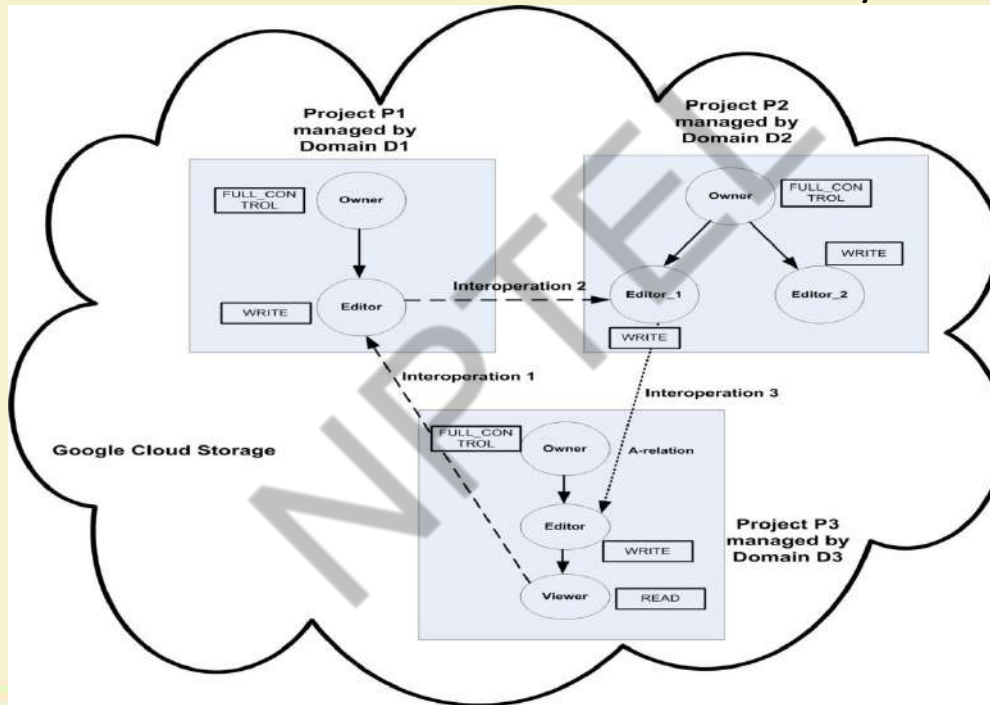 Project P1
managed by
Domain D1
Project P2
managed by
Domain D2
FULL_CON
TROL
Owner
Owner
FULL_CON
TROL
WRITE
Editor
WRITE
Interoperation 2
Editor_1
Editor_2
WRITE
Interoperation 1
Interoperation 3
Google Cloud Storage
FULL_CON
TROL
Owner
A-relation
Editor
WRITE
Project P3
managed by
Domain D3
Viewer
READ
NPTEL